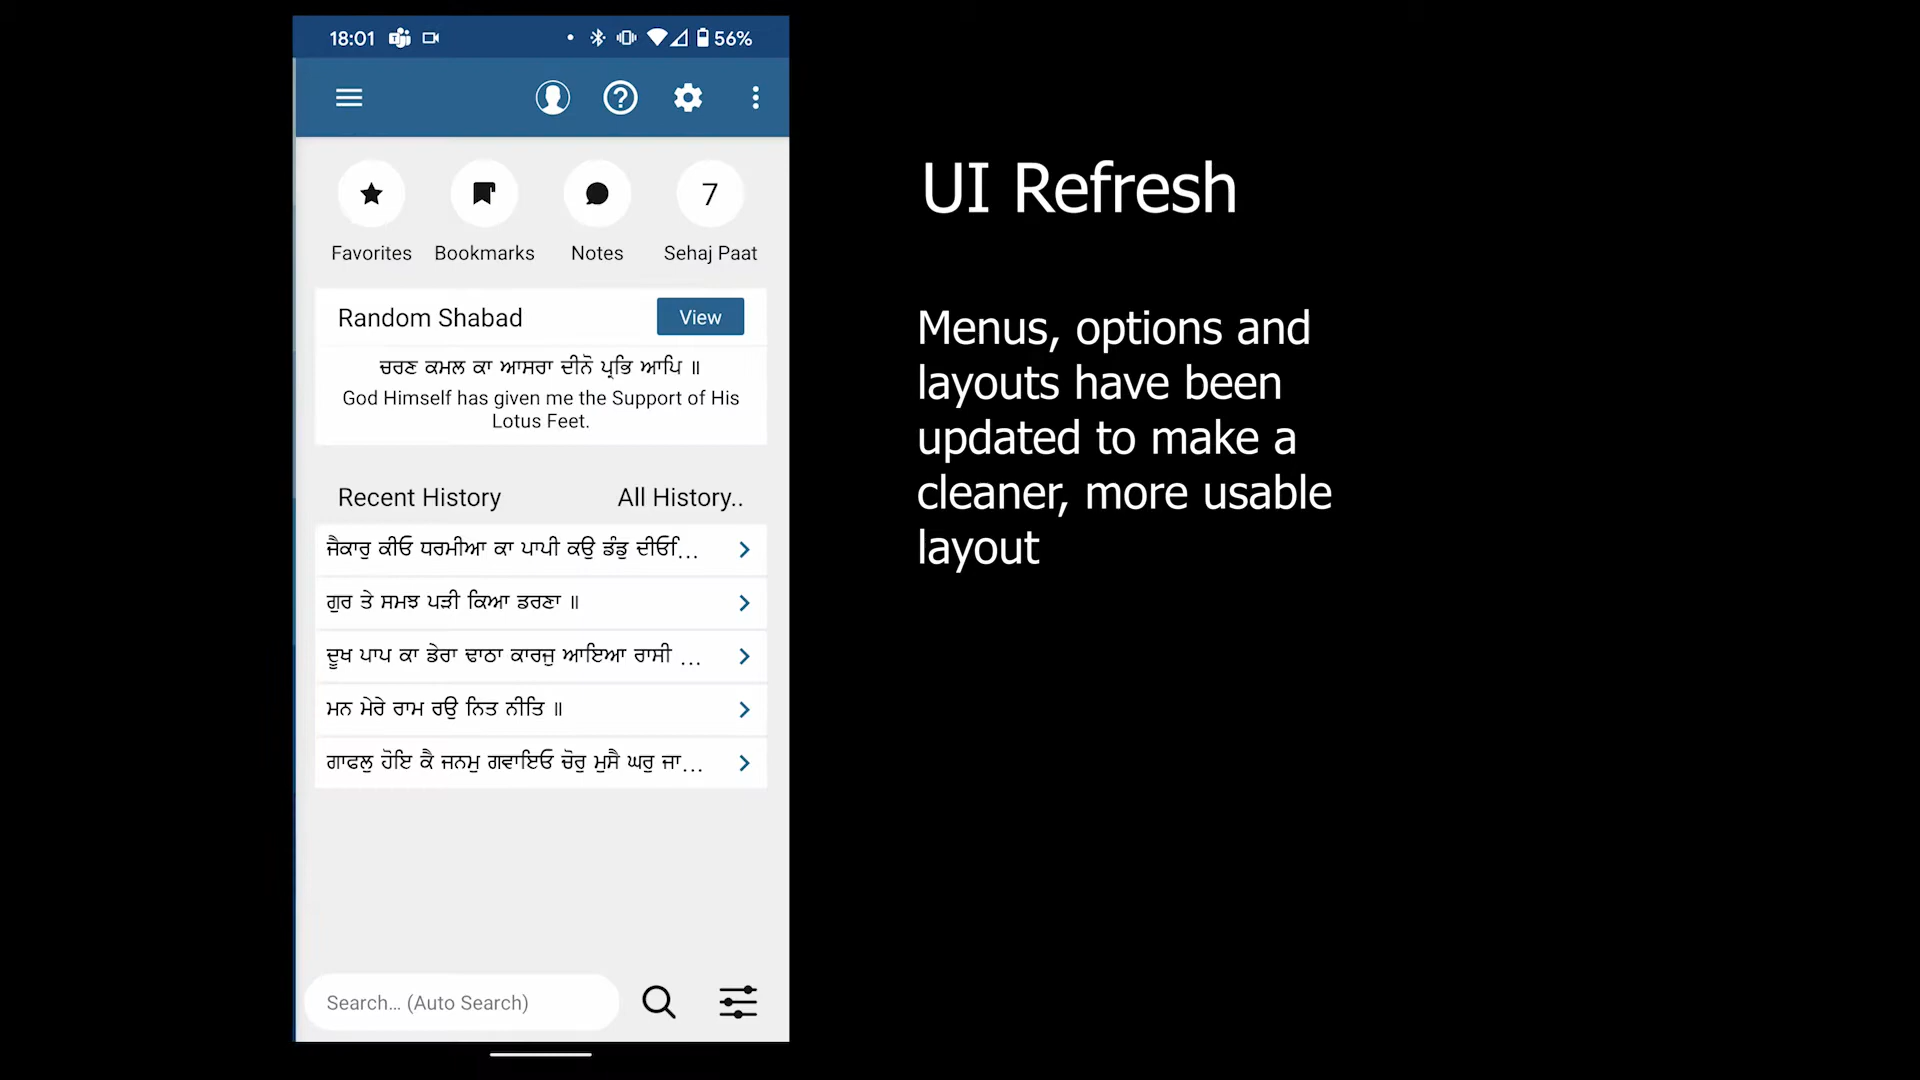 18:01
56%
Favorites Bookmarks Notes 7 Sehaj Paat
Random Shabad View
ਚਰਣ ਕਮਲ ਕਾ ਆਸਰਾ ਦੀਨੋ ਪ੍ਰਭਿ ਆਪਿ ॥
God Himself has given me the Support of His
Lotus Feet.
Recent History All History..
ਜੈਕਾਰੁ ਕੀਓ ਧਰਮੀਆ ਕਾ ਪਾਪੀ ਕਉ ਡੰਡੁ ਦੀਓਇ...
ਗੁਰ ਤੇ ਸਮਝ ਪੜੀ ਕਿਆ ਡਰਣਾ ॥
ਦੂਖ ਪਾਪ ਕਾ ਡੇਰਾ ਢਾਠਾ ਕਾਰਜੁ ਆਇਆ ਰਾਸੀ ...
ਮਨ ਮੇਰੇ ਰਾਮ ਰਉ ਨਿਤ ਨੀਤਿ ॥
ਗਾਫਲੁ ਹੋਇ ਕੈ ਜਨਮੁ ਗਵਾਇਓ ਚੋਰੁ ਮੁਸੈ ਘਰੁ ਜਾ...
Search... (Auto Search)
UI Refresh
Menus, options and
layouts have been
updated to make a
cleaner, more usable
layout